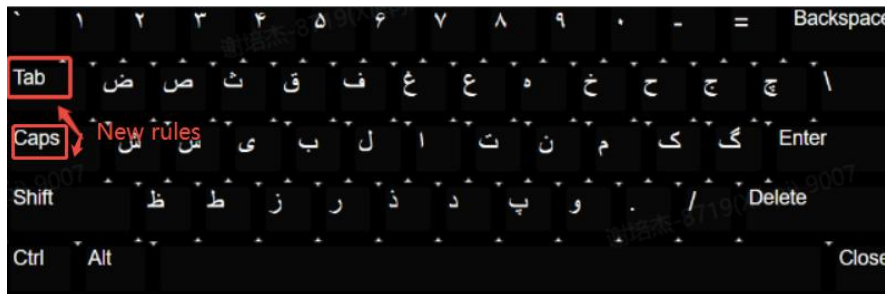 ` ۱ ۲ ۳ ۴ ۵ ۶ ۷ ۸ ۹ ۰ - = Backspace
Tab ض ص ث ق ف غ ع ه خ ح ج چ \
Caps New rules ش س ی ب ل ا ت ن م ک گ Enter
Shift ظ ط ز ر ذ د پ و . / Delete
Ctrl Alt Close